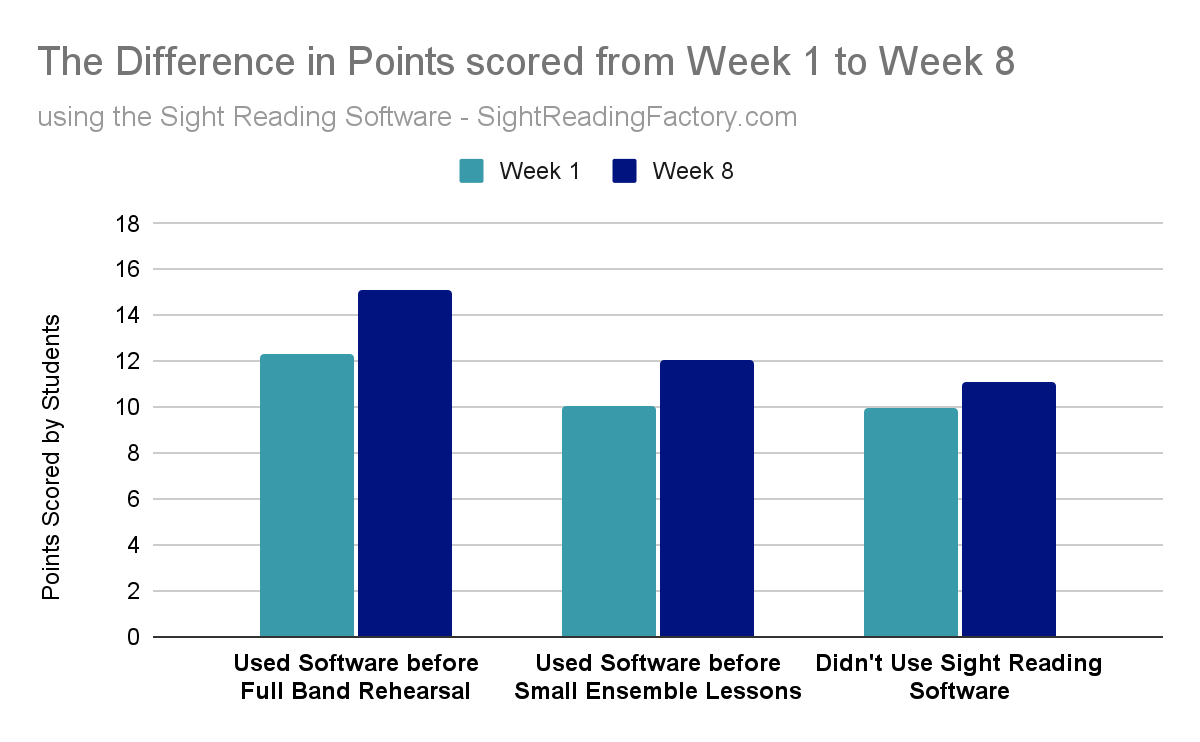 The Difference in Points scored from Week 1 to Week 8
using the Sight Reading Software - SightReadingFactory.com
Week 1 Week 8
Points Scored by Students
18
16
14
12
10
8
6
4
2
0
Used Software before Used Software before Didn't Use Sight Reading
Full Band Rehearsal Small Ensemble Lessons Software